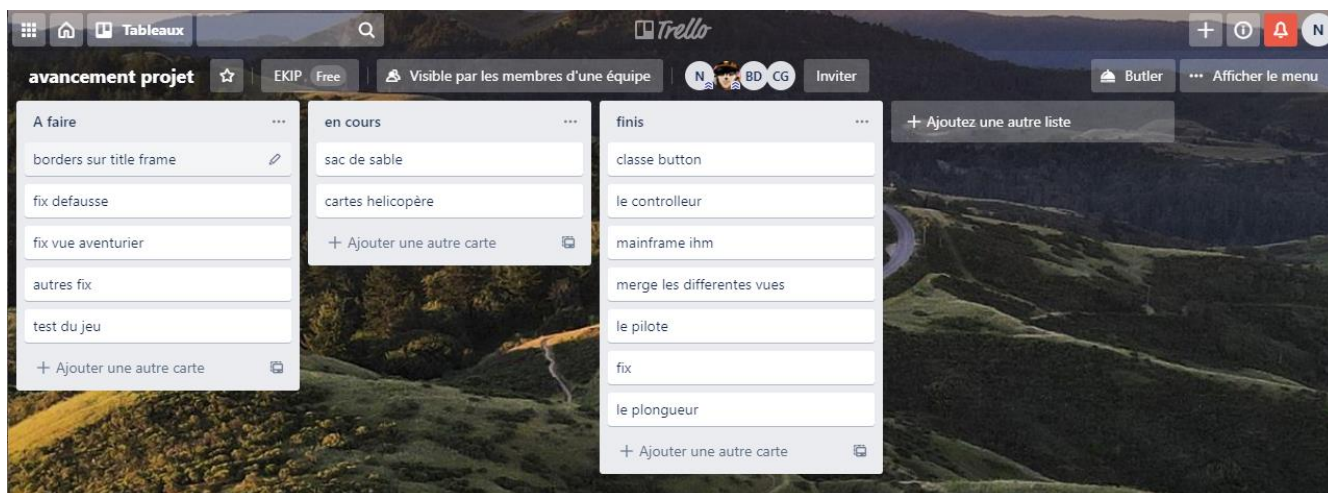 Tableaux
Trello
N
avancement projet
EKIP. Free
Visible par les membres d'une équipe
N
BD
CG
Inviter
Butler
... Afficher le menu
A faire
borders sur title frame
fix defausse
fix vue aventurier
autres fix
test du jeu
+ Ajouter une autre carte
en cours
sac de sable
cartes helicopère
+ Ajouter une autre carte
finis
classe button
le controlleur
mainframe ihm
merge les differentes vues
le pilote
fix
le plongueur
+ Ajouter une autre carte
+ Ajoutez une autre liste